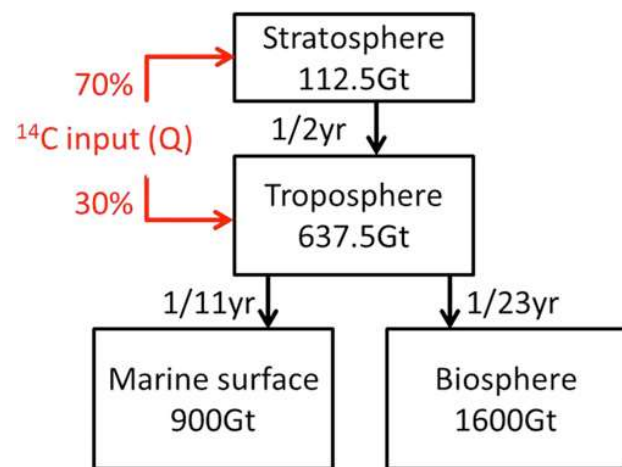 Stratosphere
112.5Gt
70%
1/2yr
¹⁴C input (Q)
Troposphere
637.5Gt
30%
1/11yr
1/23yr
Marine surface
900Gt
Biosphere
1600Gt